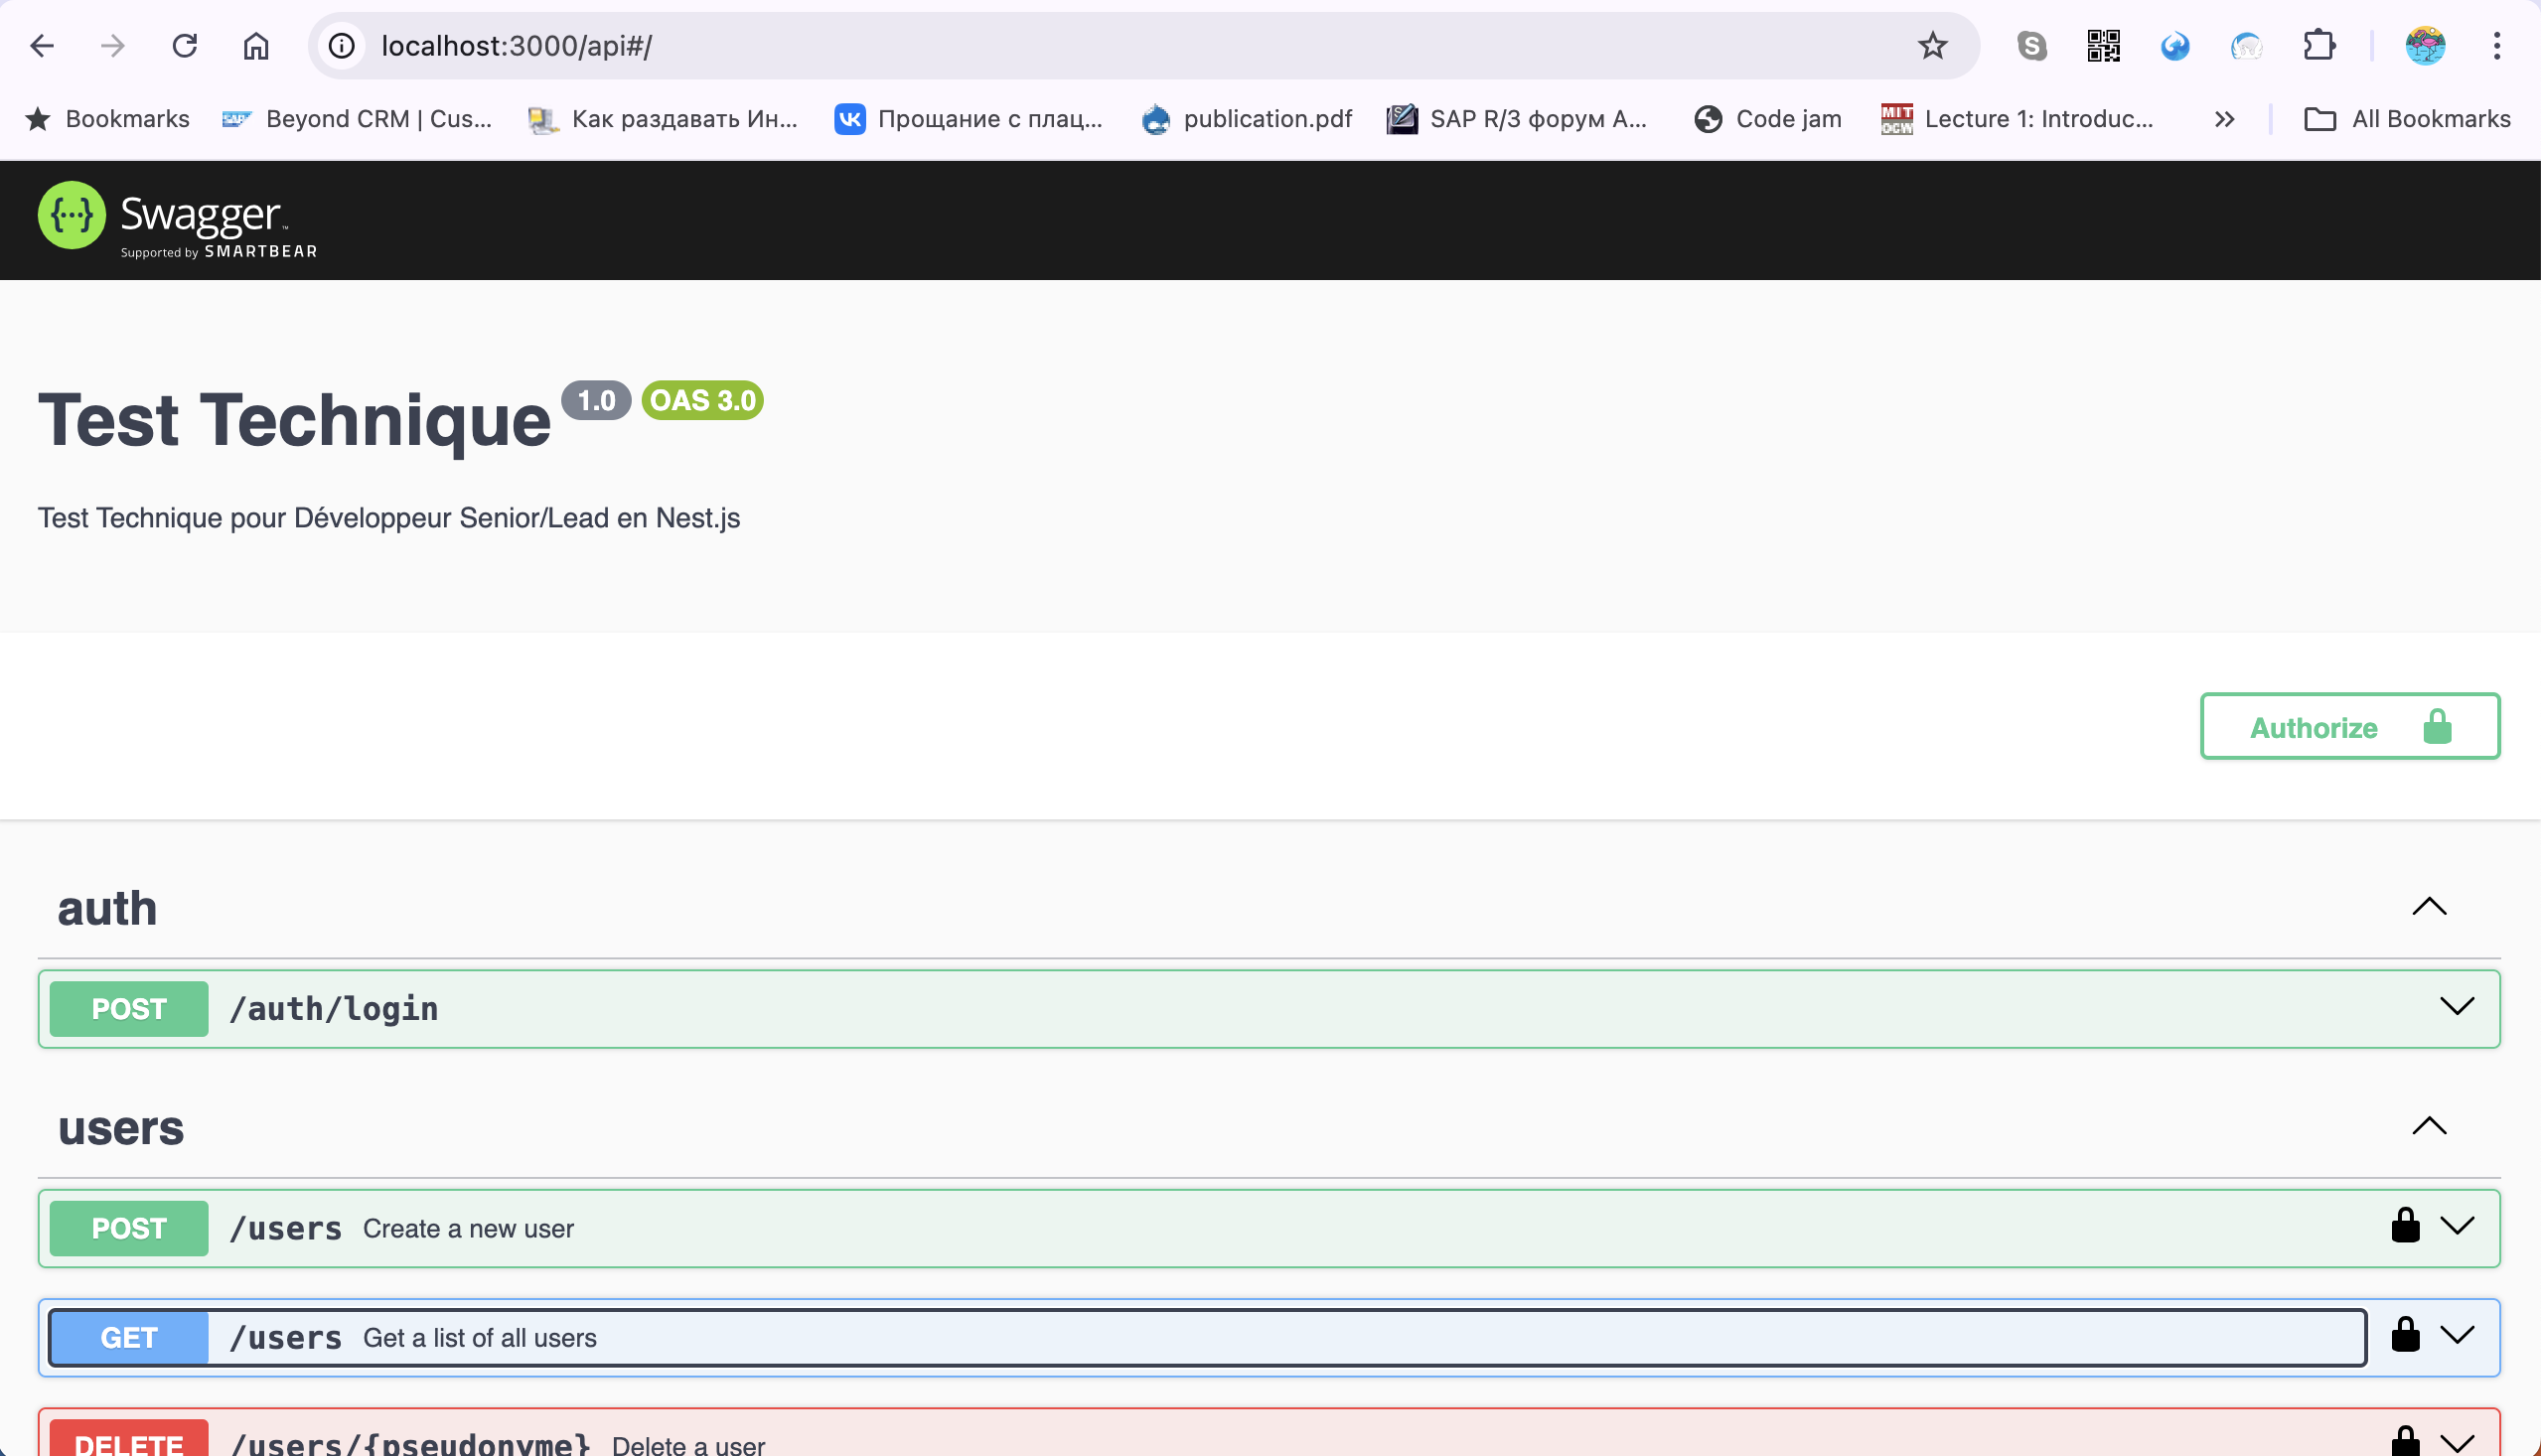 localhost:3000/api#/
Bookmarks
Beyond CRM | Cus...
Как раздавать Ин...
Прощание с плац...
publication.pdf
SAP R/3 форум А...
Code jam
Lecture 1: Introduc...
All Bookmarks
{···} Swagger™
Supported by SMARTBEAR
Test Technique 1.0 OAS 3.0
Test Technique pour Développeur Senior/Lead en Nest.js
Authorize
auth
POST /auth/login
users
POST /users Create a new user
GET /users Get a list of all users
DELETE /users/{pseudonyme} Delete a user